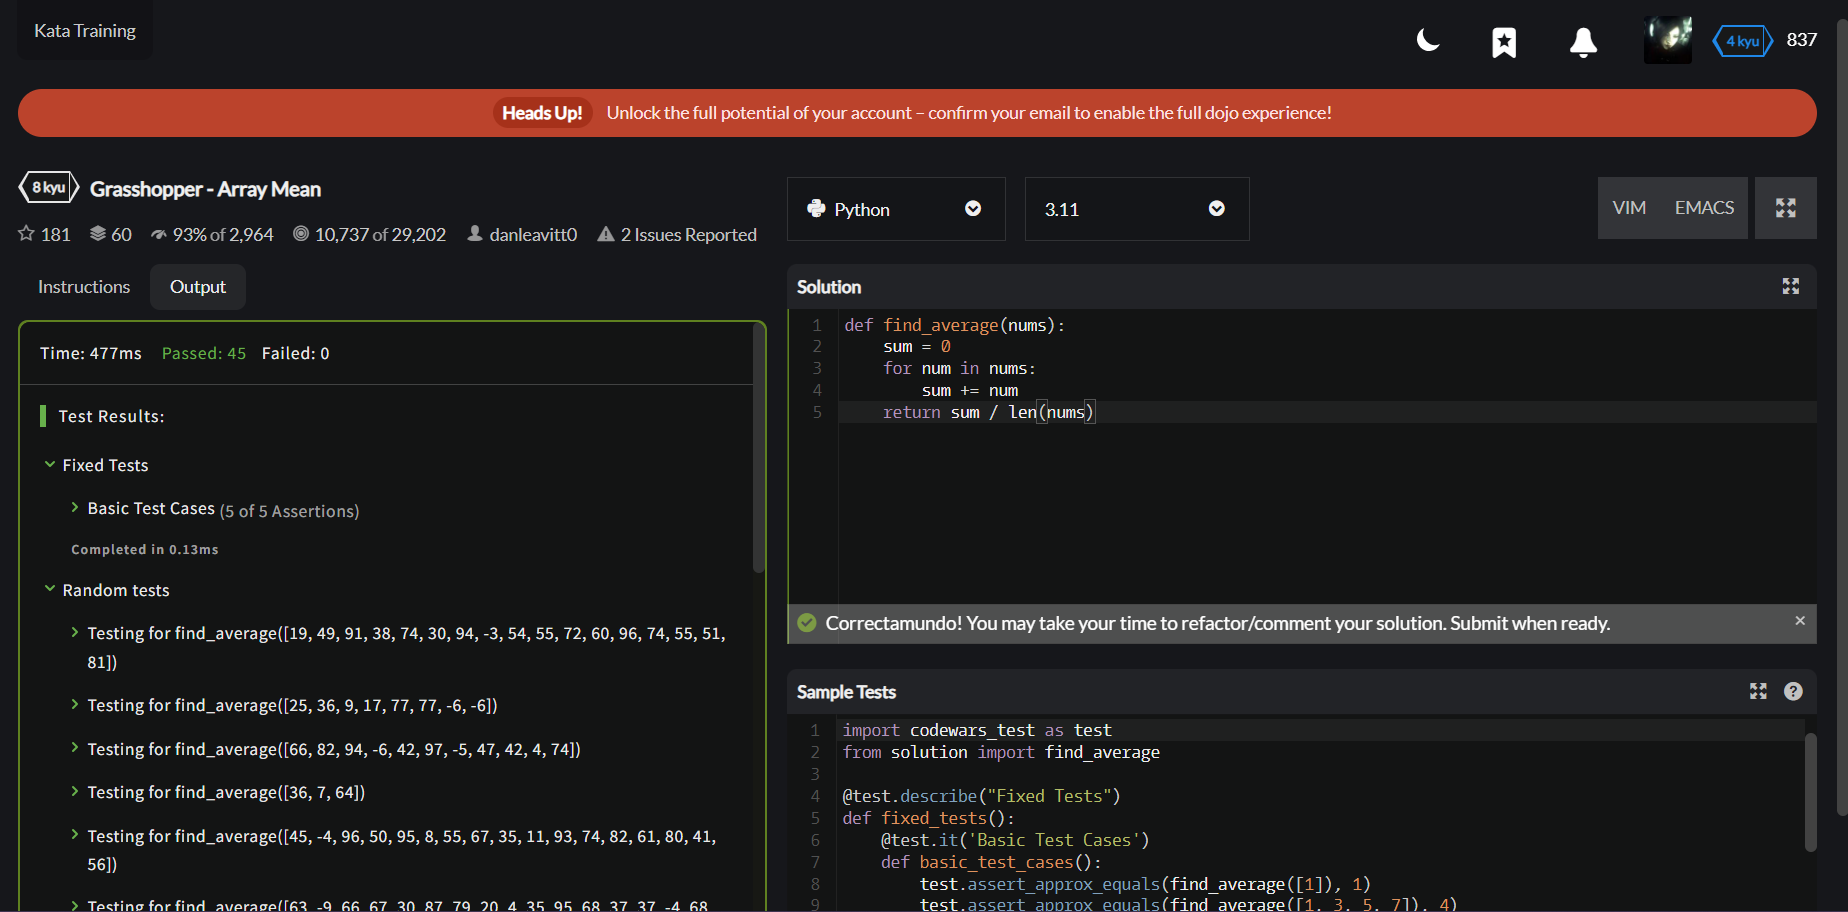 Kata Training
4 kyu 837
Heads Up! Unlock the full potential of your account – confirm your email to enable the full dojo experience!
8 kyu Grasshopper - Array Mean
181 60 93% of 2,964 10,737 of 29,202 danleavitt0 2 Issues Reported
Python
3.11
VIM EMACS
Instructions Output
Time: 477ms Passed: 45 Failed: 0
Test Results:
Fixed Tests
Basic Test Cases (5 of 5 Assertions)
Completed in 0.13ms
Random tests
Testing for find_average([19, 49, 91, 38, 74, 30, 94, -3, 54, 55, 72, 60, 96, 74, 55, 51,
81])
Testing for find_average([25, 36, 9, 17, 77, 77, -6, -6])
Testing for find_average([66, 82, 94, -6, 42, 97, -5, 47, 42, 4, 74])
Testing for find_average([36, 7, 64])
Testing for find_average([45, -4, 96, 50, 95, 8, 55, 67, 35, 11, 93, 74, 82, 61, 80, 41,
56])
Testing for find_average([63, -9, 66, 67, 30, 87, 79, 20, 4, 35, 95, 68, 37, 37, -4, 68,
Solution
1 def find_average(nums):
2     sum = 0
3     for num in nums:
4         sum += num
5     return sum / len(nums)
Correctamundo! You may take your time to refactor/comment your solution. Submit when ready. ×
Sample Tests ?
1 import codewars_test as test
2 from solution import find_average
3
4 @test.describe("Fixed Tests")
5 def fixed_tests():
6     @test.it('Basic Test Cases')
7     def basic_test_cases():
8         test.assert_approx_equals(find_average([1]), 1)
9         test.assert_approx_equals(find_average([1, 3, 5, 7]), 4)